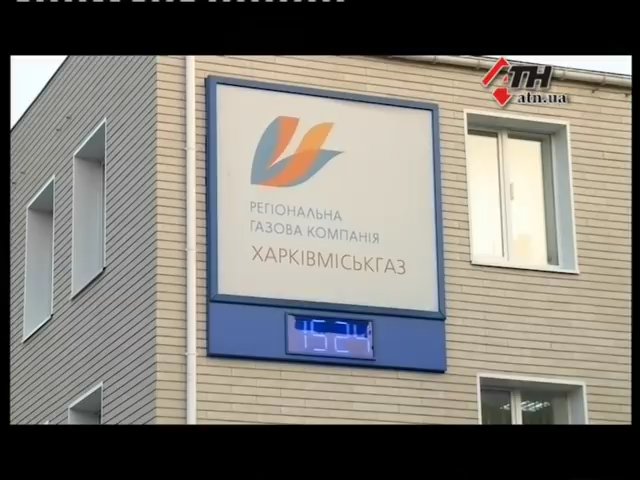 АТН
atn.ua
РЕГІОНАЛЬНА
ГАЗОВА КОМПАНІЯ
ХАРКІВМІСЬКГАЗ
15:24